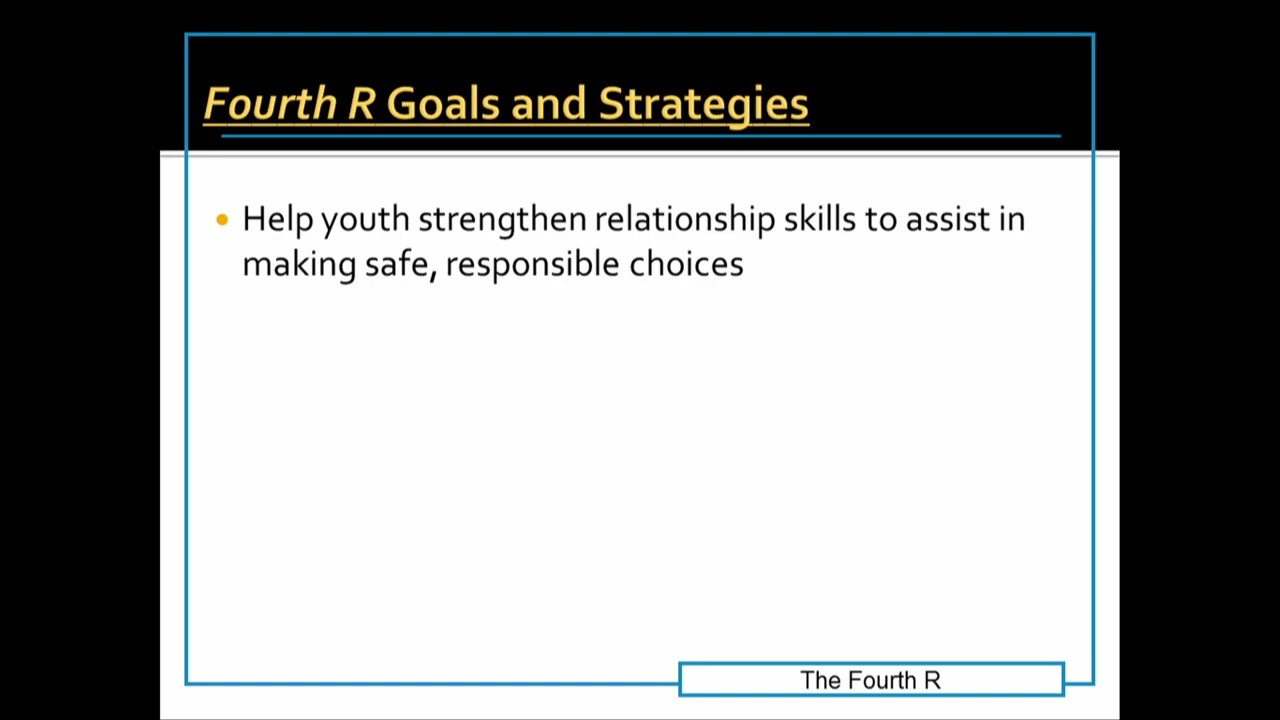 Fourth R Goals and Strategies
• Help youth strengthen relationship skills to assist in
making safe, responsible choices
The Fourth R